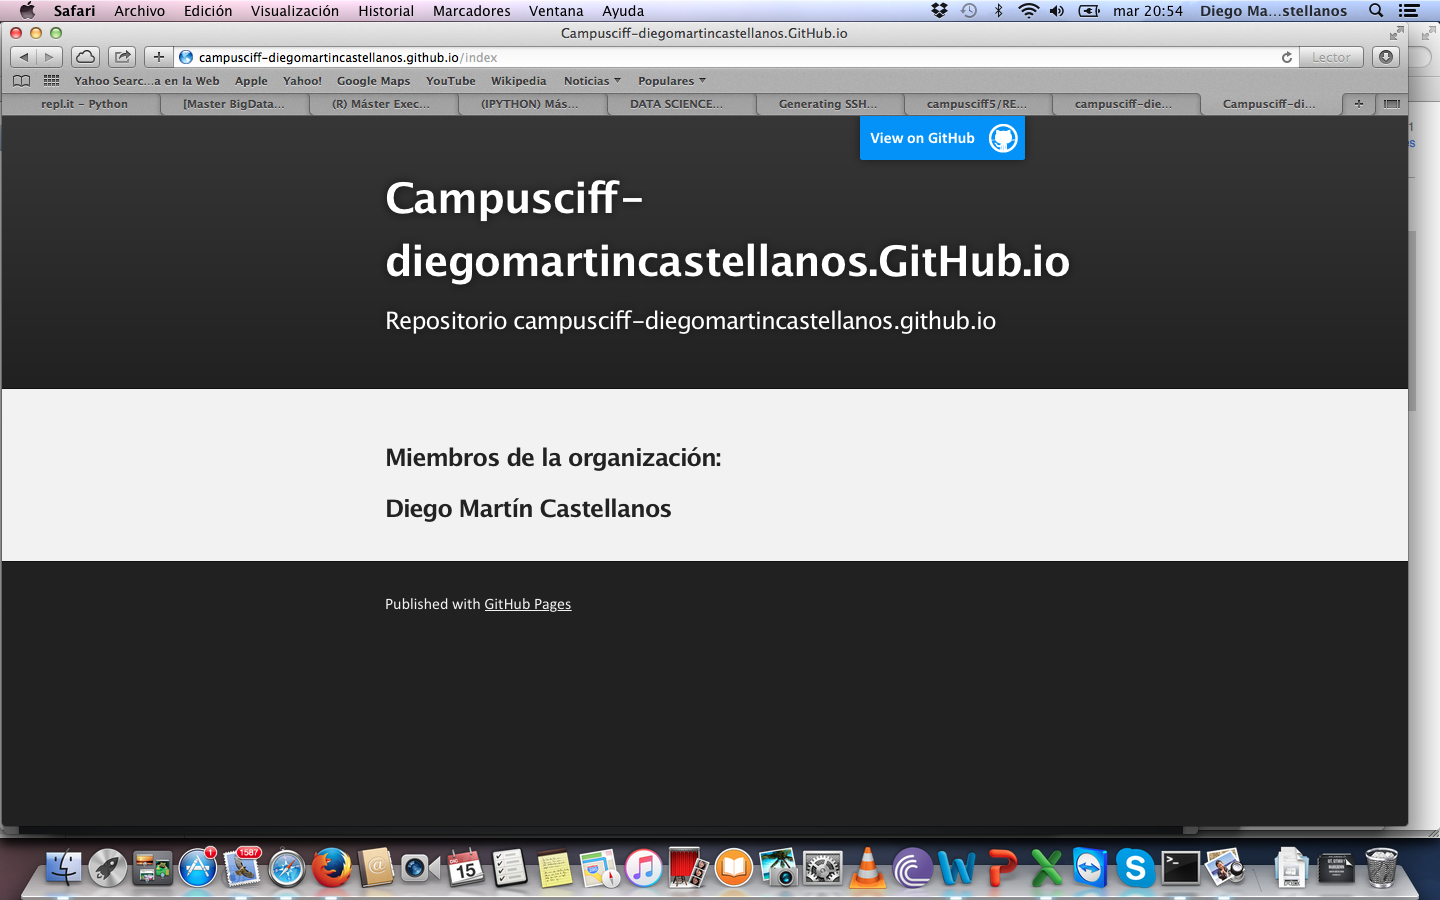 Safari Archivo Edición Visualización Historial Marcadores Ventana Ayuda mar 20:54 Diego Ma...stellanos
Campusciff-diegomartincastellanos.GitHub.io
campusciff-diegomartincastellanos.github.io/index Lector
Yahoo Searc...a en la Web Apple Yahoo! Google Maps YouTube Wikipedia Noticias Populares
repl.it - Python [Master BigData... (R) Máster Exec... (IPYTHON) Más... DATA SCIENCE... Generating SSH... campusciff5/RE... campusciff-die... Campusciff-di...
View on GitHub
Campusciff-
diegomartincastellanos.GitHub.io
Repositorio campusciff-diegomartincastellanos.github.io
Miembros de la organización:
Diego Martín Castellanos
Published with GitHub Pages
1
1587
DIC
15